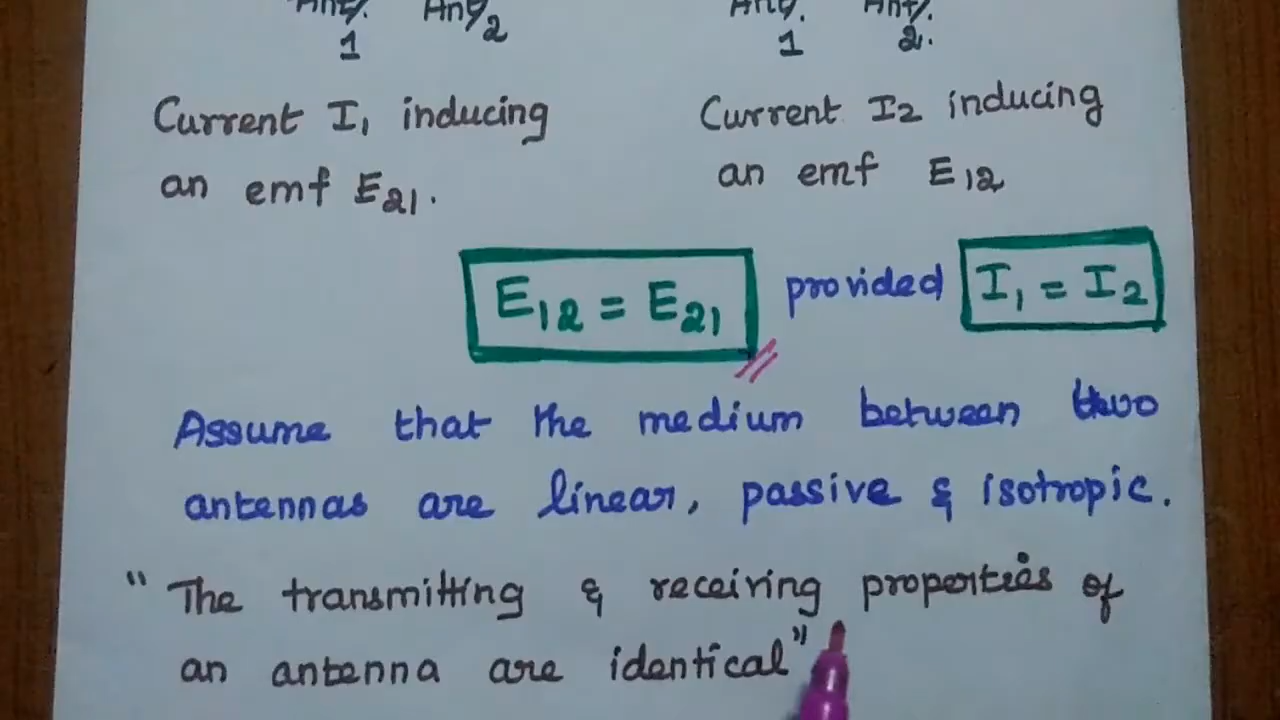 Ant. Ant. Ant. Ant.
1 2 1 2.
Current I₁ inducing
an emf E₂₁.
Current I₂ inducing
an emf E₁₂
E₁₂ = E₂₁ provided I₁ = I₂
Assume that the medium between two
antennas are linear, passive & isotropic.
" The transmitting & receiving properties of
an antenna are identical"